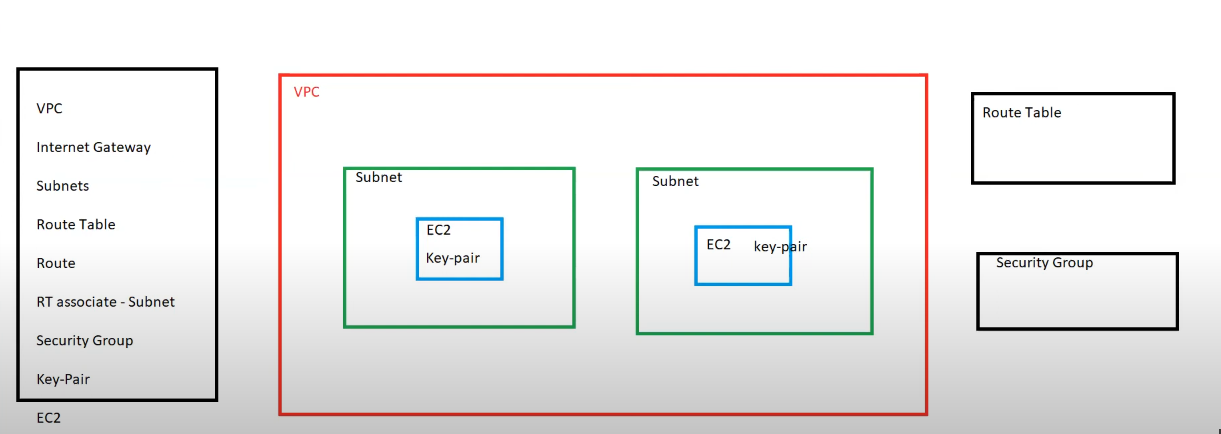 VPC
Internet Gateway
Subnets
Route Table
Route
RT associate - Subnet
Security Group
Key-Pair
EC2
VPC
Subnet
EC2
Key-pair
Subnet
EC2 key-pair
Route Table
Security Group